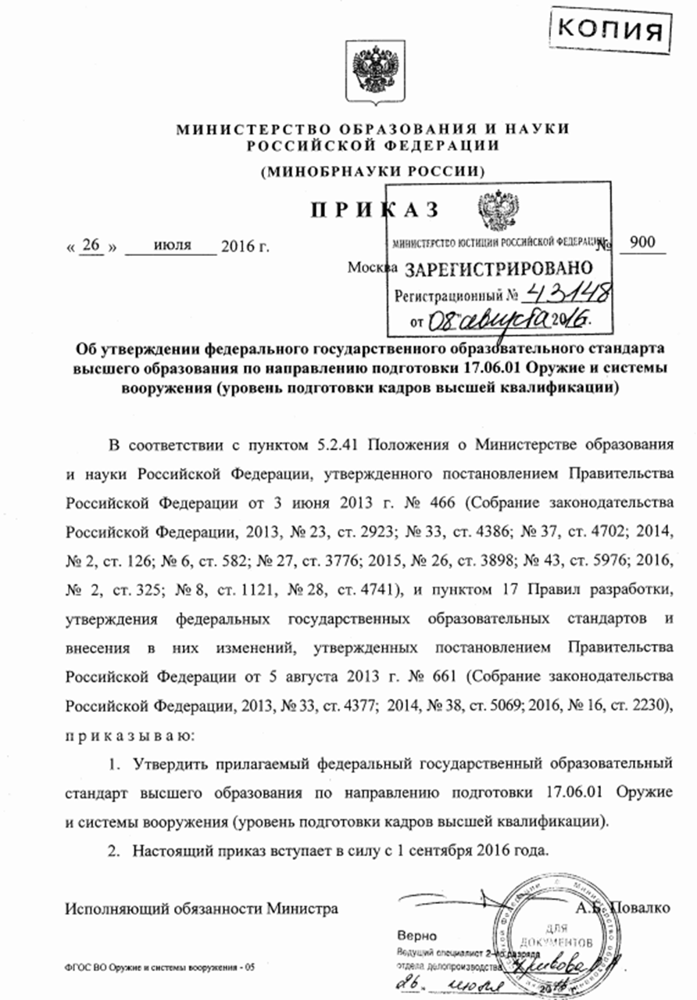 КОПИЯ
МИНИСТЕРСТВО ОБРАЗОВАНИЯ И НАУКИ
РОССИЙСКОЙ ФЕДЕРАЦИИ
(МИНОБРНАУКИ РОССИИ)
ПРИКАЗ
« 26 » июля 2016 г.
№ 900
Москва
МИНИСТЕРСТВО ЮСТИЦИИ РОССИЙСКОЙ ФЕДЕРАЦИИ
ЗАРЕГИСТРИРОВАНО
Регистрационный № 43148
от 08 августа 2016.
Об утверждении федерального государственного образовательного стандарта
высшего образования по направлению подготовки 17.06.01 Оружие и системы
вооружения (уровень подготовки кадров высшей квалификации)
В соответствии с пунктом 5.2.41 Положения о Министерстве образования
и науки Российской Федерации, утвержденного постановлением Правительства
Российской Федерации от 3 июня 2013 г. № 466 (Собрание законодательства
Российской Федерации, 2013, № 23, ст. 2923; № 33, ст. 4386; № 37, ст. 4702; 2014,
№ 2, ст. 126; № 6, ст. 582; № 27, ст. 3776; 2015, № 26, ст. 3898; № 43, ст. 5976; 2016,
№ 2, ст. 325; № 8, ст. 1121, № 28, ст. 4741), и пунктом 17 Правил разработки,
утверждения федеральных государственных образовательных стандартов и
внесения в них изменений, утвержденных постановлением Правительства
Российской Федерации от 5 августа 2013 г. № 661 (Собрание законодательства
Российской Федерации, 2013, № 33, ст. 4377; 2014, № 38, ст. 5069; 2016, № 16, ст. 2230),
приказываю:
1. Утвердить прилагаемый федеральный государственный образовательный
стандарт высшего образования по направлению подготовки 17.06.01 Оружие
и системы вооружения (уровень подготовки кадров высшей квалификации).
2. Настоящий приказ вступает в силу с 1 сентября 2016 года.
Исполняющий обязанности Министра
А.Б. Повалко
ДЛЯ
ДОКУМЕНТОВ
Верно
Ведущий специалист 2-го разряда
отдела делопроизводства
26 июля 2016 г.
ФГОС ВО Оружие и системы вооружения - 05